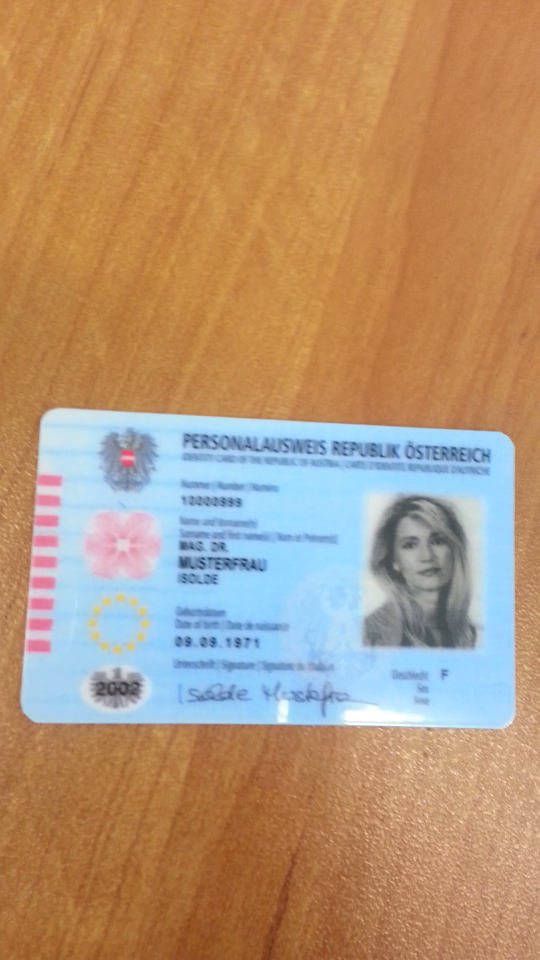 PERSONALAUSWEIS REPUBLIK ÖSTERREICH
IDENTITY CARD OF THE REPUBLIC OF AUSTRIA | CARTE D'IDENTITÉ REPUBLIQUE D'AUTRICHE
Nummer | Number | Numéro
10000999
Name und Vorname(n)
Surname and first name(s) | Nom et Prénom(s)
MAG. DR.
MUSTERFRAU
ISOLDE
Geburtsdatum
Date of birth | Date de naissance
09.09.1971
Unterschrift | Signature | Signature du titulaire
Isolde Musterfrau
Geschlecht F
Sex
Sexe
2002